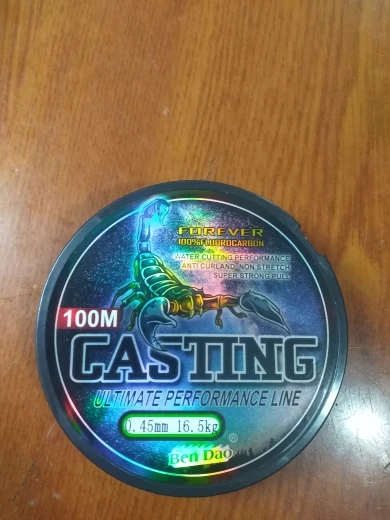 FOREVER
100%FLUOROCARBON
WATER CUTTING PERFORMANCE
ANTI CURLAND NON STRETCH
SUPER STRONG PULL
100M
CASTING
ULTIMATE PERFORMANCE LINE
0.45mm 16.5kg
Ben Dao®